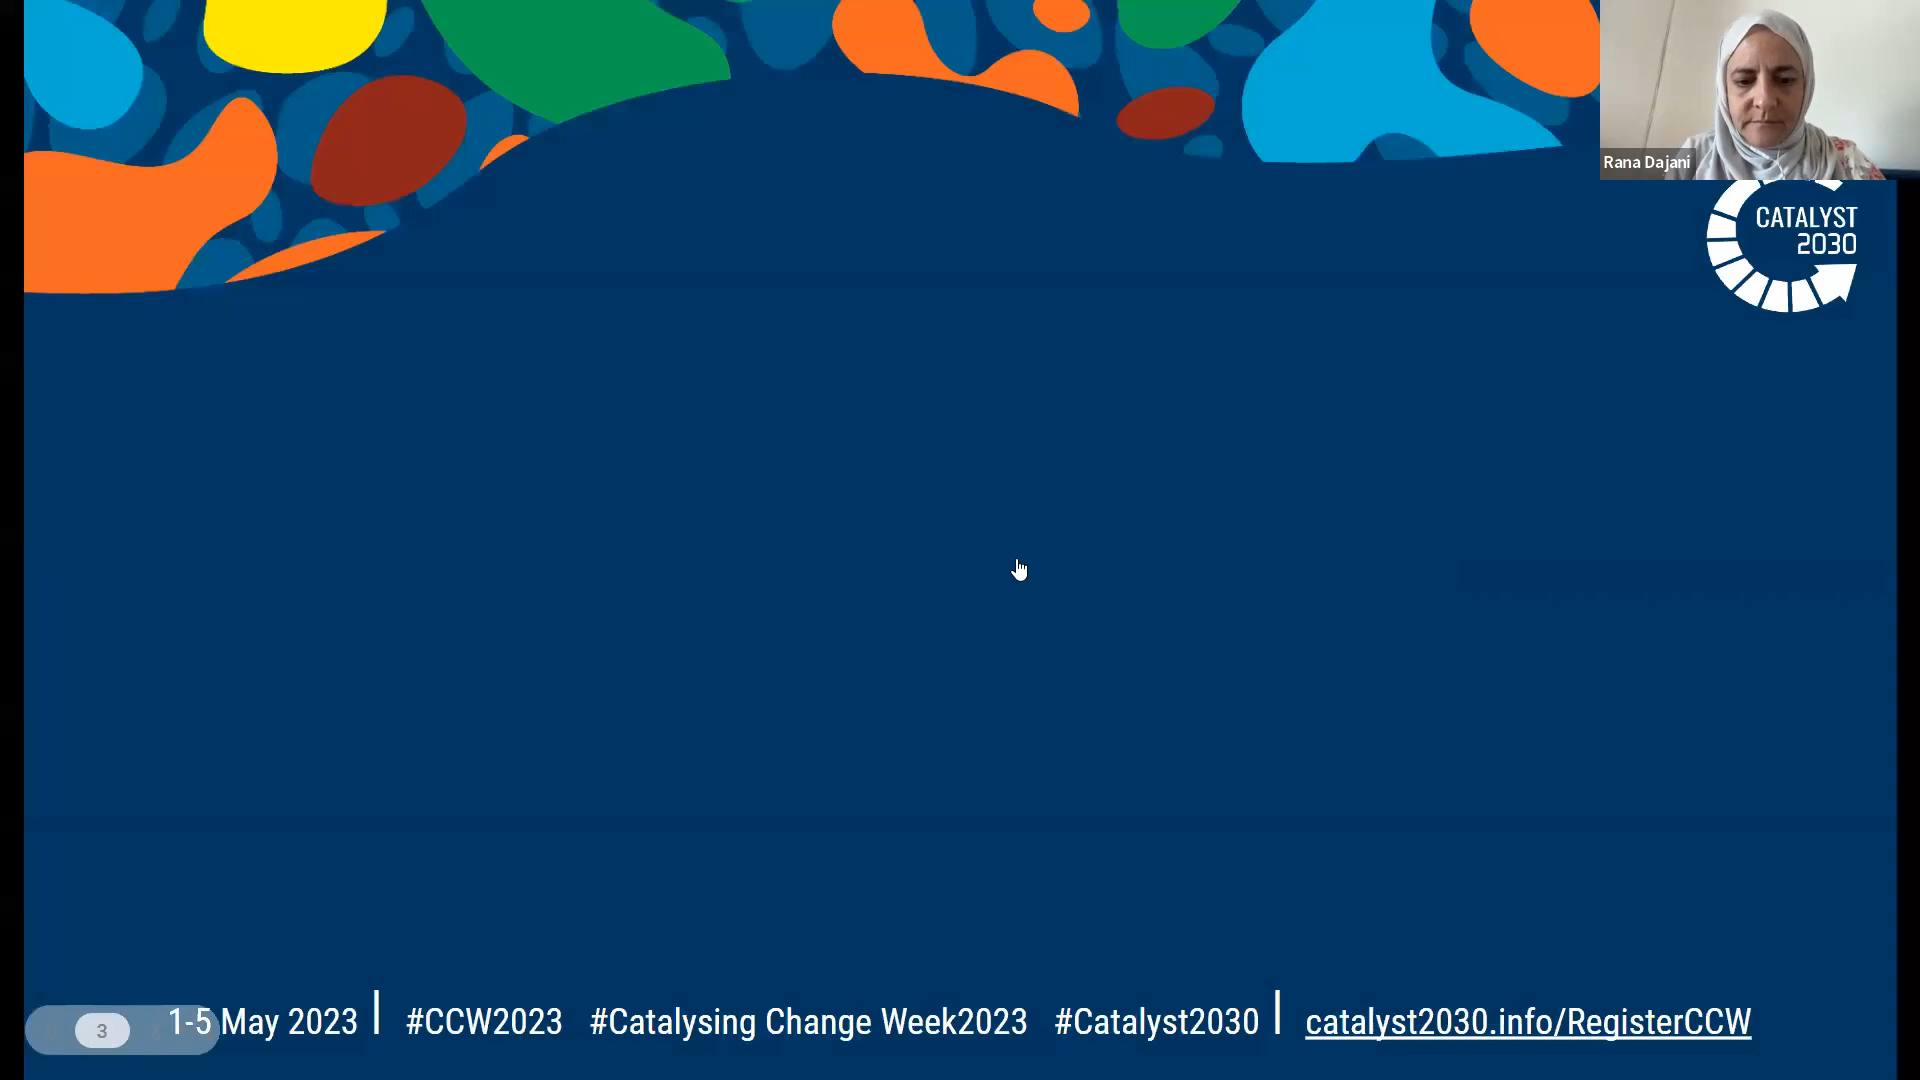 Rana Dajani
CATALYST
2030
3
1-5 May 2023 | #CCW2023 #Catalysing Change Week2023 #Catalyst2030 | catalyst2030.info/RegisterCCW